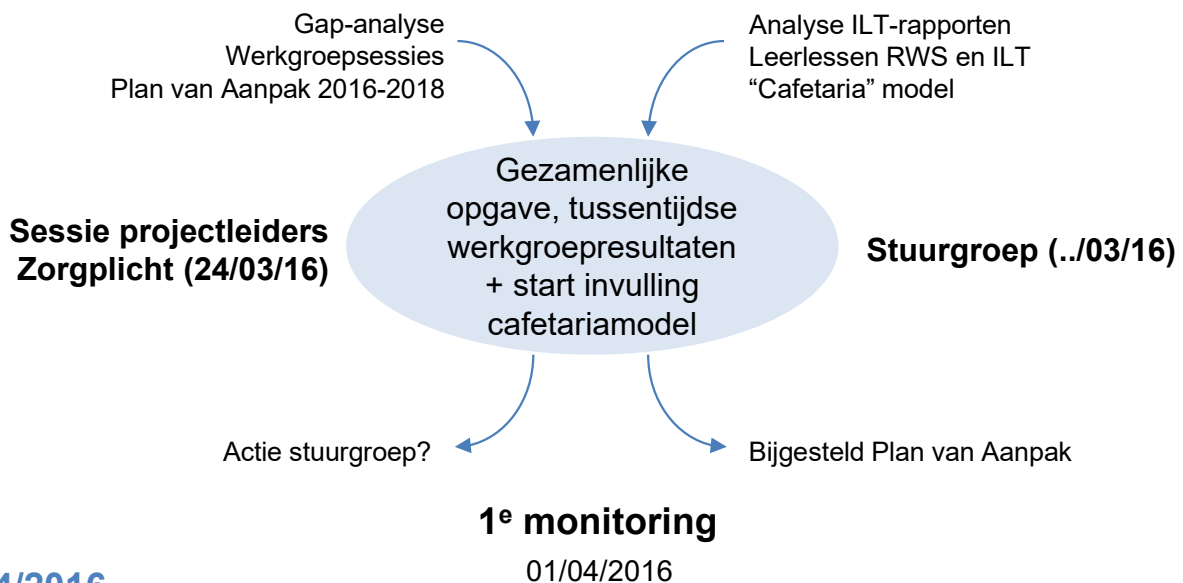 Gap-analyse
Werkgroepsessies
Plan van Aanpak 2016-2018
Analyse ILT-rapporten
Leerlessen RWS en ILT
“Cafetaria” model
Gezamenlijke
opgave, tussentijdse
werkgroepresultaten
+ start invulling
cafetariamodel
Sessie projectleiders
Zorgplicht (24/03/16)
Stuurgroep (../03/16)
Actie stuurgroep?
Bijgesteld Plan van Aanpak
1e monitoring
01/04/2016